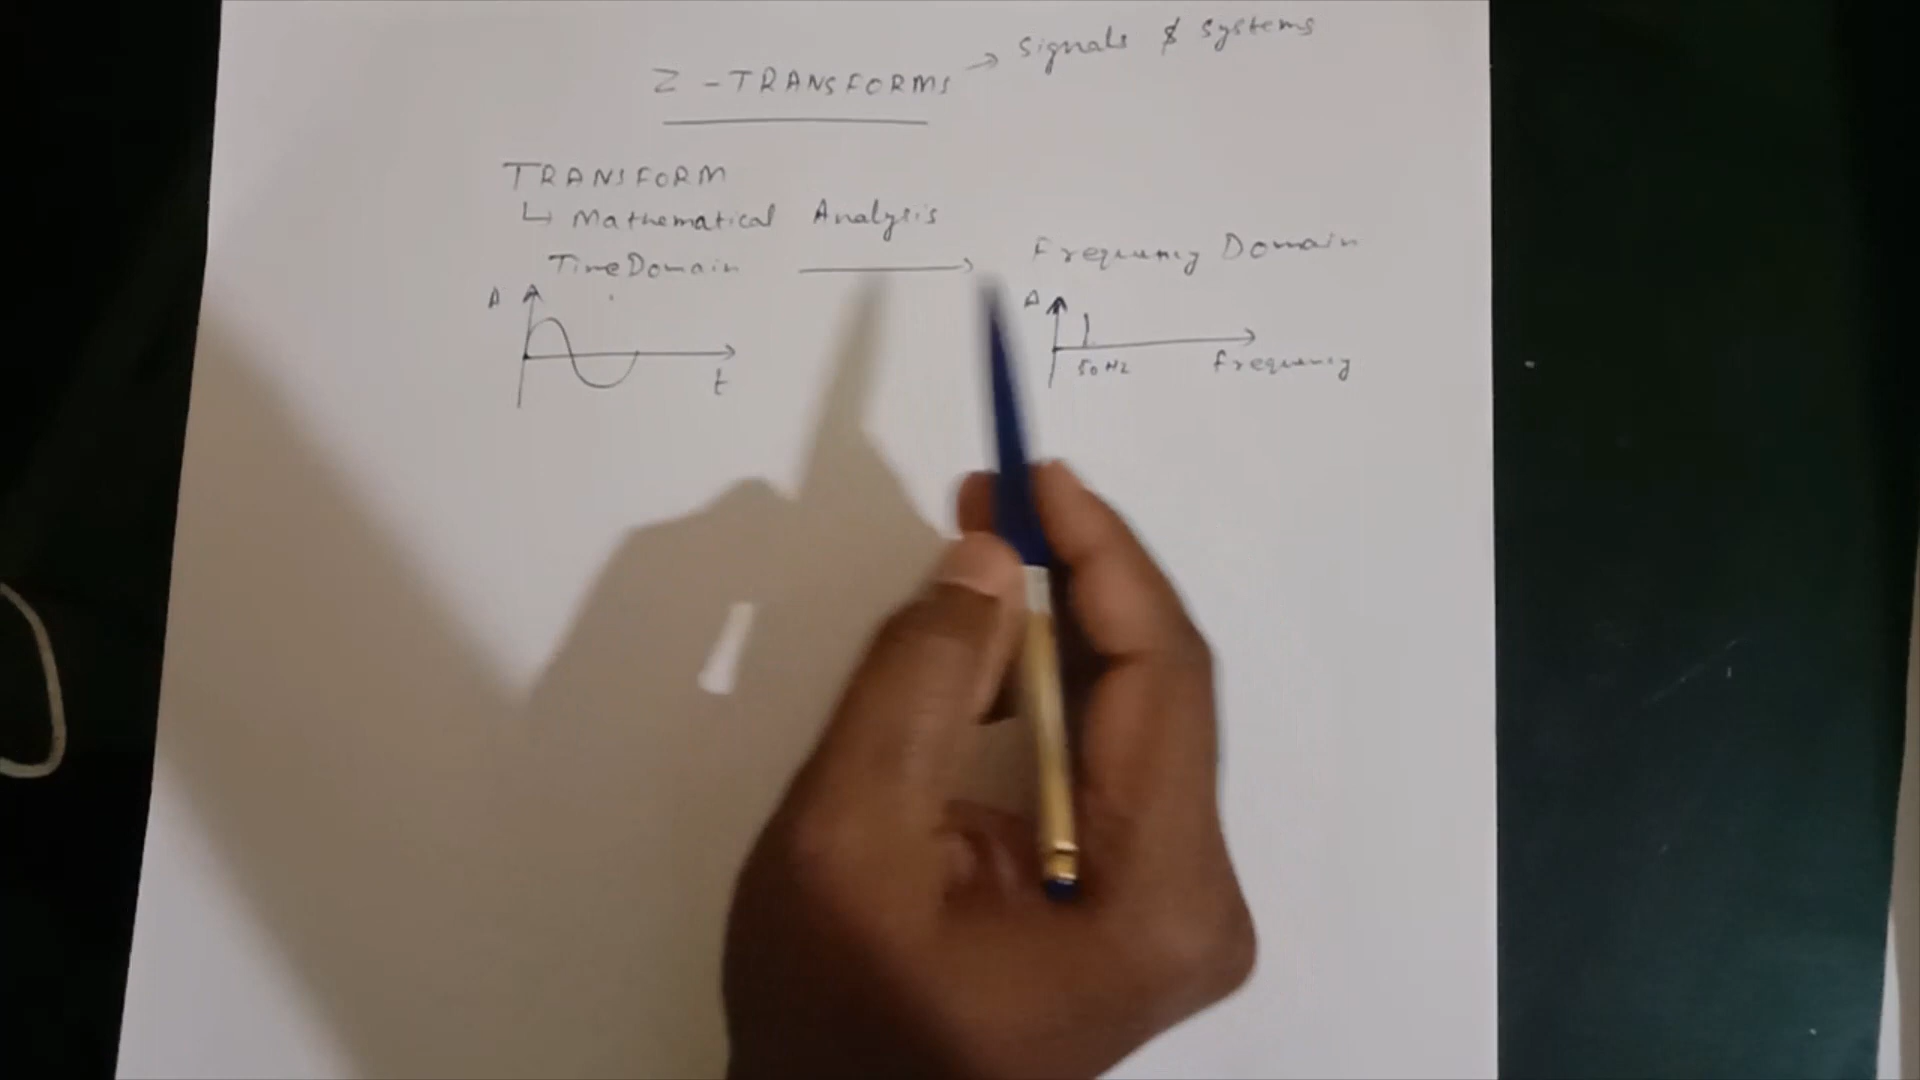 Z - TRANSFORMS → Signals & Systems
TRANSFORM
↳ Mathematical Analysis
Time Domain → Frequency Domain
A
A
50 Hz
frequency
t